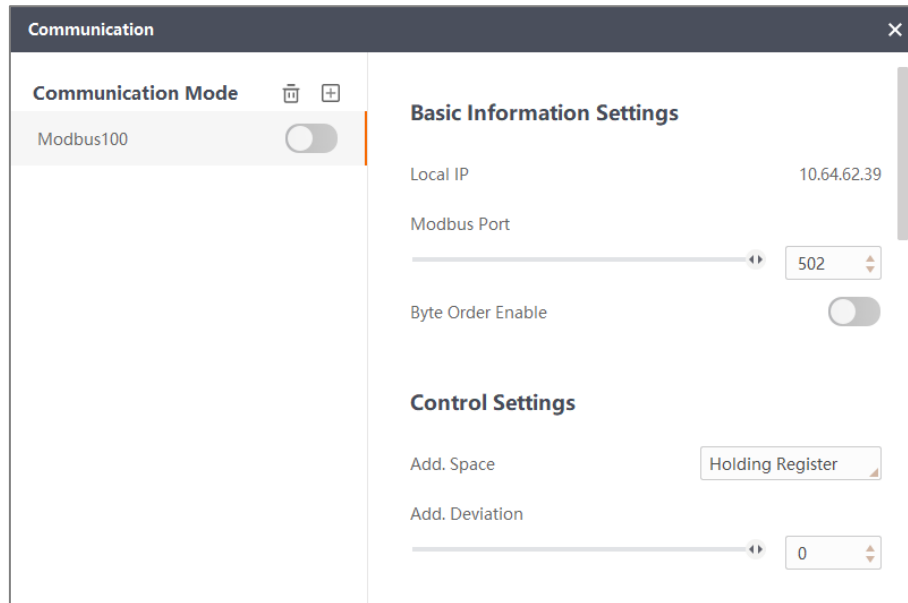 Communication
Communication Mode
Modbus100
Basic Information Settings
Local IP 10.64.62.39
Modbus Port
502
Byte Order Enable
Control Settings
Add. Space Holding Register
Add. Deviation
0